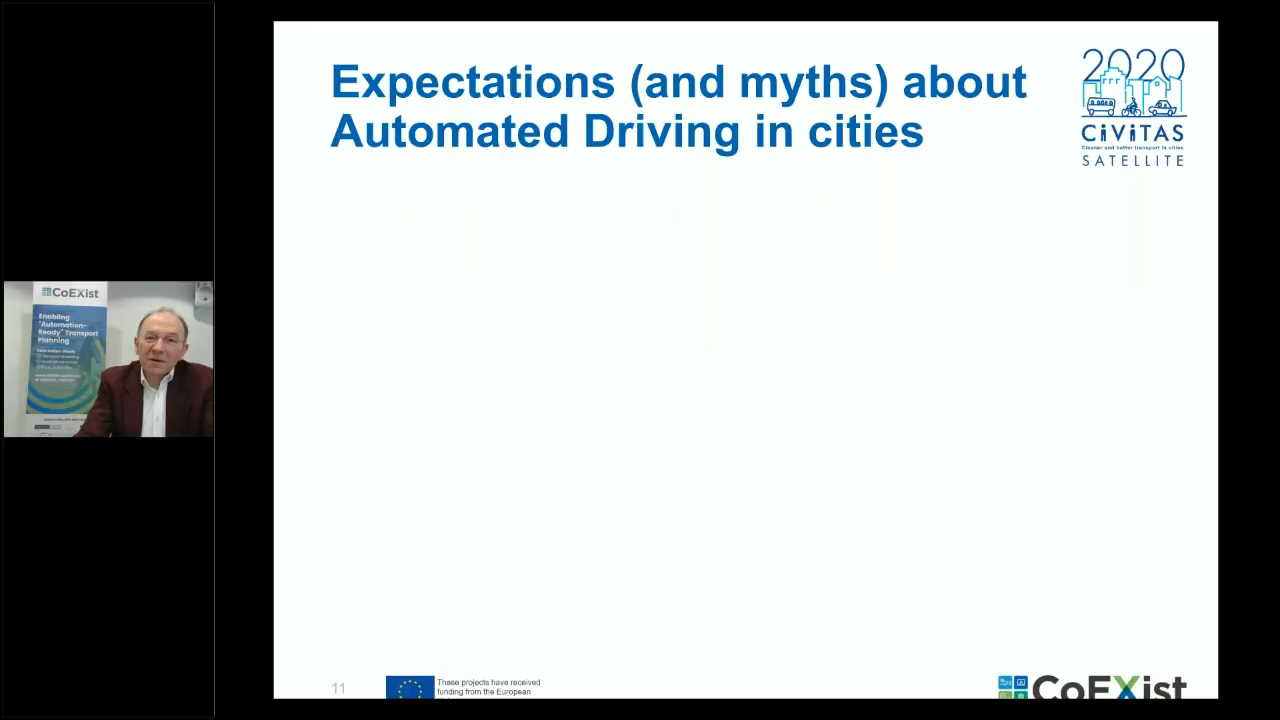 Expectations (and myths) about
Automated Driving in cities
2020
CiViTAS
Cleaner and better transport in cities
SATELLITE
CoEXist
Enabling
"Automation-
Ready" Transport
Planning
11
These projects have received
funding from the European
CoEXist